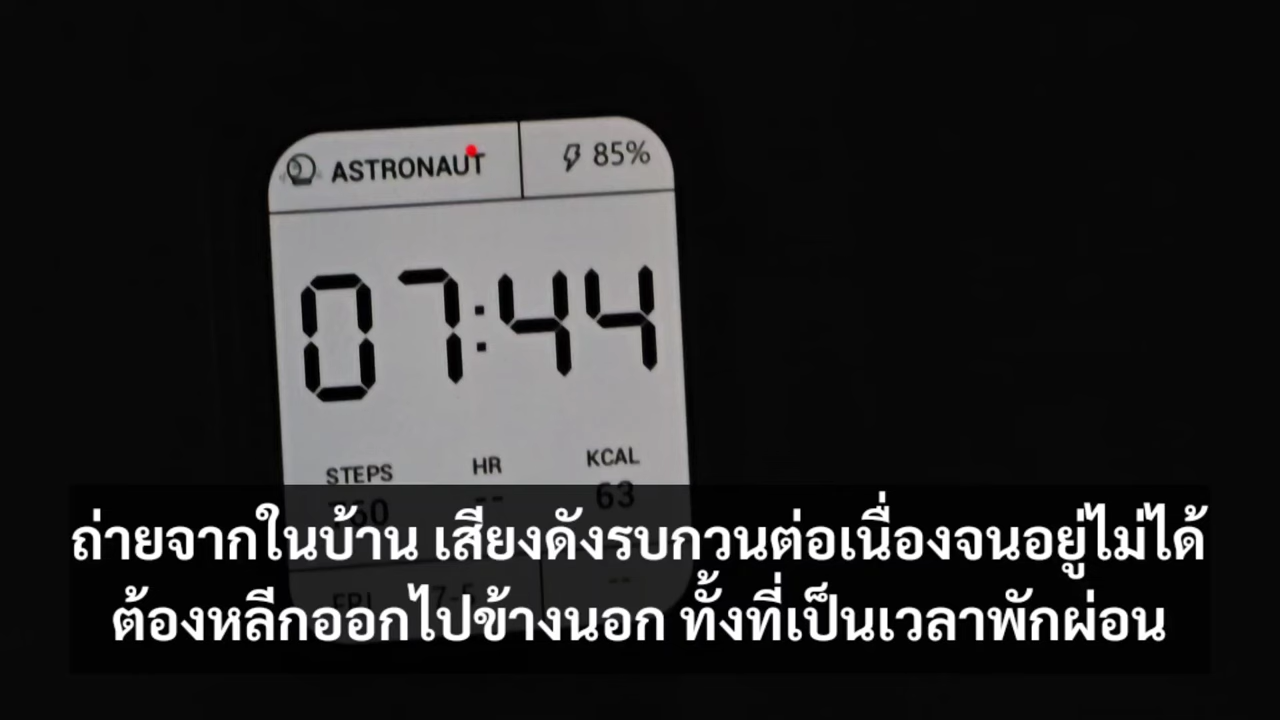 ASTRONAUT
85%
07:44
STEPS HR KCAL
760 -- 63
ถ่ายจากในบ้าน เสียงดังรบกวนต่อเนื่องจนอยู่ไม่ได้
ต้องหลีกออกไปข้างนอก ทั้งที่เป็นเวลาพักผ่อน
FRI 7-5 --